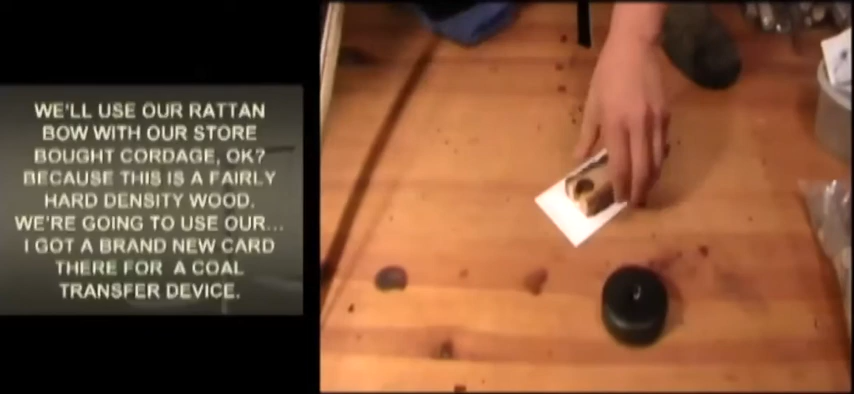 WE'LL USE OUR RATTAN
BOW WITH OUR STORE
BOUGHT CORDAGE, OK?
BECAUSE THIS IS A FAIRLY
HARD DENSITY WOOD.
WE'RE GOING TO USE OUR...
I GOT A BRAND NEW CARD
THERE FOR A COAL
TRANSFER DEVICE.